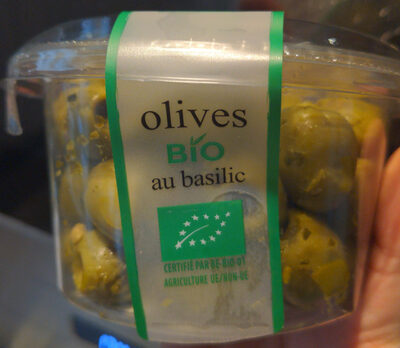 olives
BIO
au basilic
CERTIFIÉ PAR BE-BIO-01
AGRICULTURE UE/NON-UE